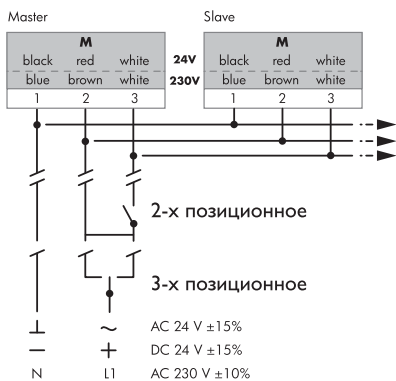 Master Slave
M M
black red white 24V black red white
blue brown white 230V blue brown white
1 2 3 1 2 3
2-х позиционное
3-х позиционное
⊥ ~ AC 24 V ±15%
− + DC 24 V ±15%
N L1 AC 230 V ±10%